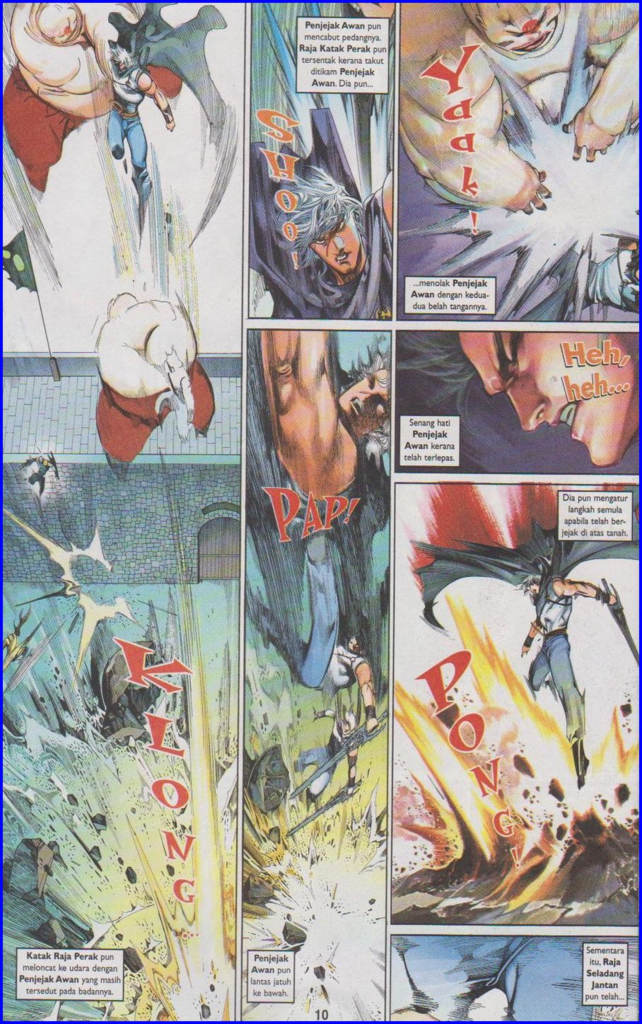 KLONG
Katak Raja Perak pun
meloncat ke udara dengan
Penjejak Awan yang masih
tersedut pada badannya.
Penjejak Awan pun
mencabut pedangnya.
Raja Katak Perak pun
tersentak kerana takut
ditikam Penjejak
Awan. Dia pun...
SHOO!
Yaak!
...menolak Penjejak
Awan dengan kedua-
dua belah tangannya.
PAP!
Penjejak
Awan pun
lantas jatuh
ke bawah.
Heh,
heh...
Senang hati
Penjejak
Awan kerana
telah terlepas.
Dia pun mengatur
langkah semula
apabila telah ber-
jejak di atas tanah.
PONG!
Sementara
itu, Raja
Seladang
Jantan
pun telah...
10